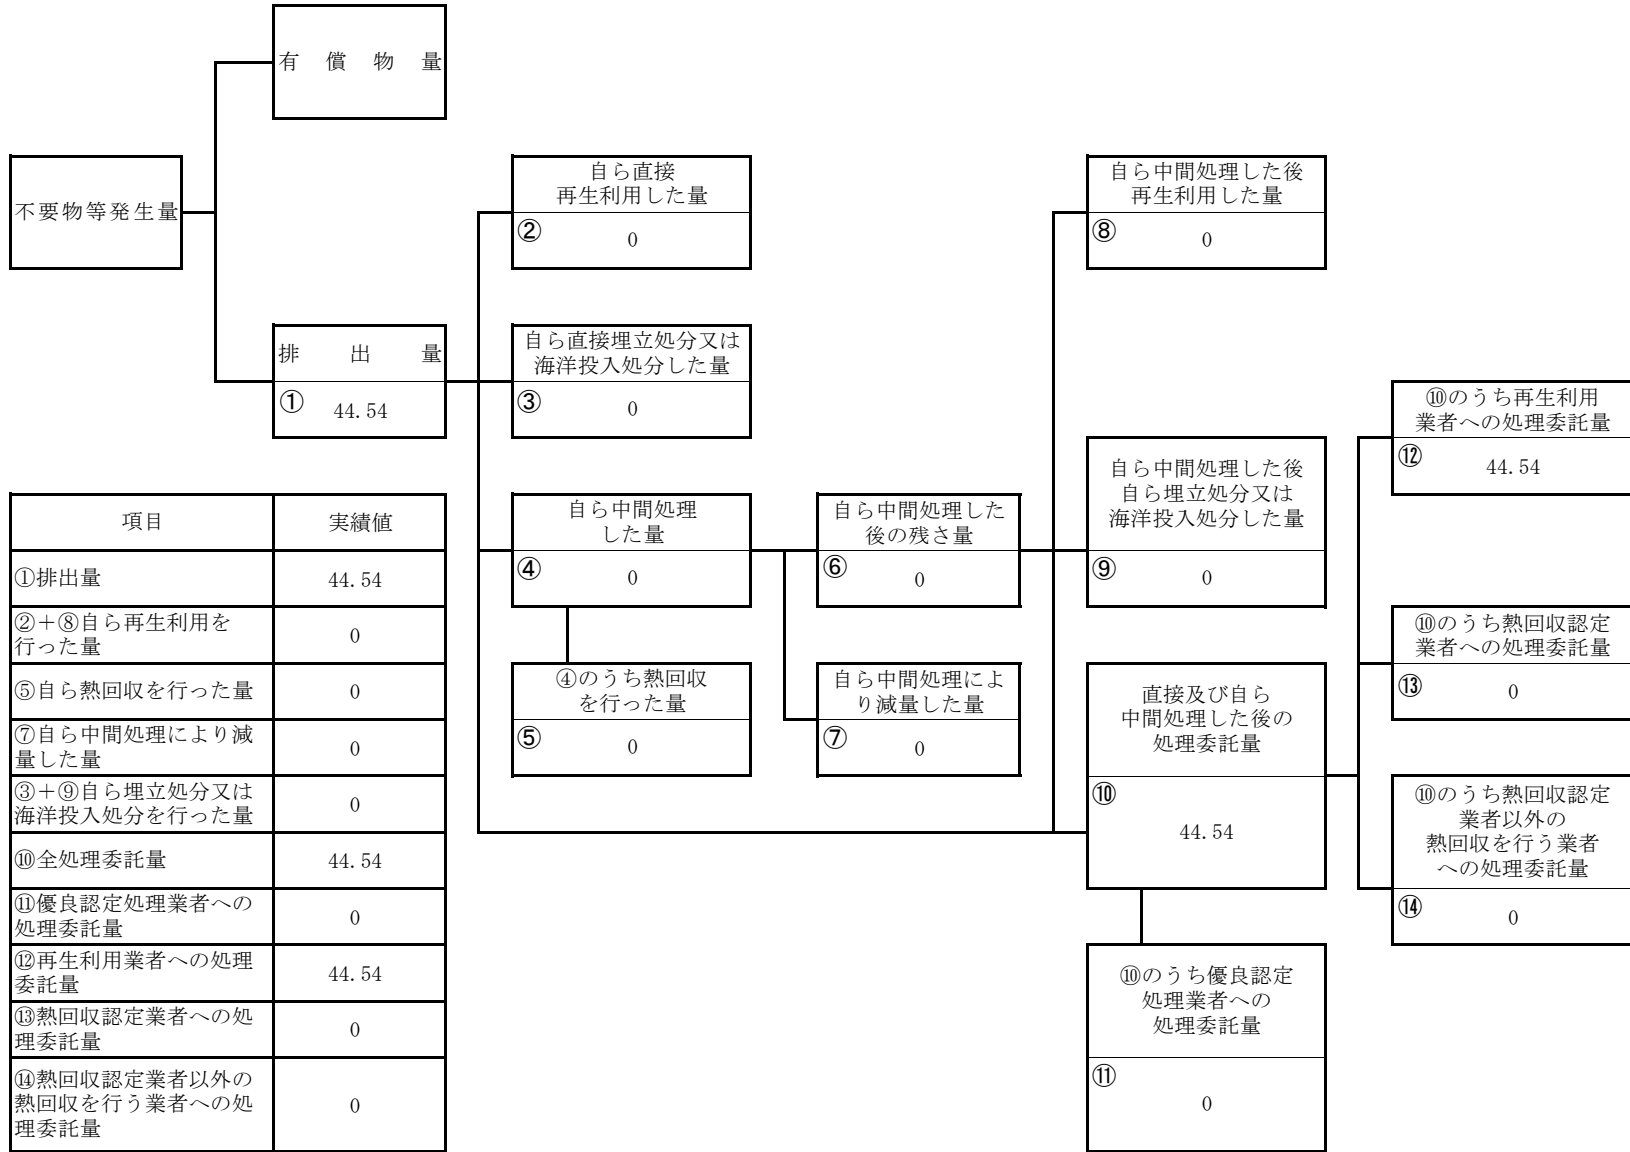 有償物量
不要物等発生量
排出量
①
44.54
自ら直接
再生利用した量
②
0
自ら直接埋立処分又は
海洋投入処分した量
③
0
自ら中間処理
した量
④
0
④のうち熱回収
を行った量
⑤
0
自ら中間処理した
後の残さ量
⑥
0
自ら中間処理によ
り減量した量
⑦
0
自ら中間処理した後
再生利用した量
⑧
0
自ら中間処理した後
自ら埋立処分又は
海洋投入処分した量
⑨
0
直接及び自ら
中間処理した後の
処理委託量
⑩
44.54
⑩のうち優良認定
処理業者への
処理委託量
⑪
0
⑩のうち再生利用
業者への処理委託量
⑫
44.54
⑩のうち熱回収認定
業者への処理委託量
⑬
0
⑩のうち熱回収認定
業者以外の
熱回収を行う業者
への処理委託量
⑭
0
項目 実績値
①排出量 44.54
②+⑧自ら再生利用を
行った量 0
⑤自ら熱回収を行った量 0
⑦自ら中間処理により減
量した量 0
③+⑨自ら埋立処分又は
海洋投入処分を行った量 0
⑩全処理委託量 44.54
⑪優良認定処理業者への
処理委託量 0
⑫再生利用業者への処理
委託量 44.54
⑬熱回収認定業者への処
理委託量 0
⑭熱回収認定業者以外の
熱回収を行う業者への処
理委託量 0